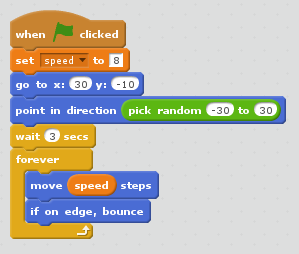 when clicked
set speed to 8
go to x: 30 y: -10
point in direction pick random -30 to 30
wait 3 secs
forever
move speed steps
if on edge, bounce